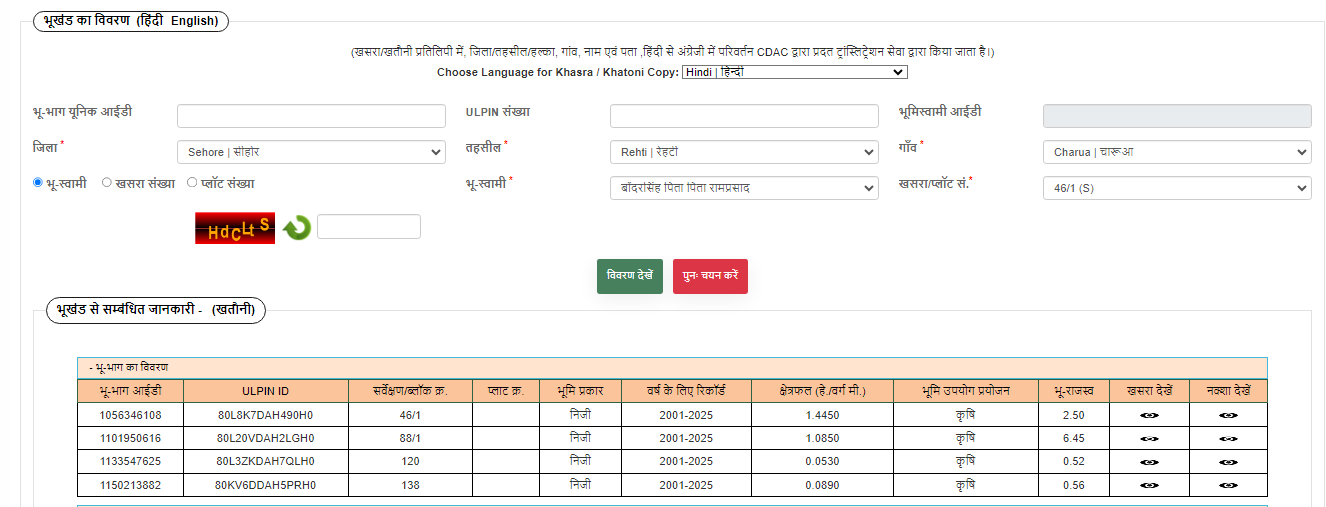 भूखंड का विवरण (हिंदी English)
(खसरा/खतौनी प्रतिलिपी में, जिला/तहसील/हल्का, गांव, नाम एवं पता ,हिंदी से अंग्रेजी में परिवर्तन CDAC द्वारा प्रदत ट्रांस्लिट्रेशन सेवा द्वारा किया जाता है।)
Choose Language for Khasra / Khatoni Copy: Hindi | हिन्दी
भू-भाग यूनिक आईडी ULPIN संख्या भूमिस्वामी आईडी
जिला * Sehore | सीहोर तहसील * Rehti | रेहटी गाँव * Charua | चारूआ
भू-स्वामी खसरा संख्या प्लॉट संख्या भू-स्वामी * बाँदरसिंह पिता पिता रामप्रसाद खसरा/प्लॉट सं.* 46/1 (S)
HdCLtS
विवरण देखें पुनः चयन करें
भूखंड से सम्बंधित जानकारी - (खतौनी)
- भू-भाग का विवरण
भू-भाग आईडी ULPIN ID सर्वेक्षण/ब्लॉक क्र. प्लाट क्र. भूमि प्रकार वर्ष के लिए रिकॉर्ड क्षेत्रफल (हे./वर्ग मी.) भूमि उपयोग प्रयोजन भू-राजस्व खसरा देखें नक्शा देखें
1056346108 80L8K7DAH490H0 46/1 निजी 2001-2025 1.4450 कृषि 2.50
1101950616 80L20VDAH2LGH0 88/1 निजी 2001-2025 1.0850 कृषि 6.45
1133547625 80L3ZKDAH7QLH0 120 निजी 2001-2025 0.0530 कृषि 0.52
1150213882 80KV6DDAH5PRH0 138 निजी 2001-2025 0.0890 कृषि 0.56